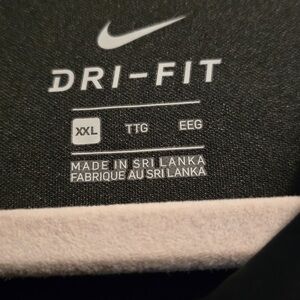 DRI-FIT
XXL TTG EEG
MADE IN SRI LANKA
FABRIQUE AU SRI LANKA